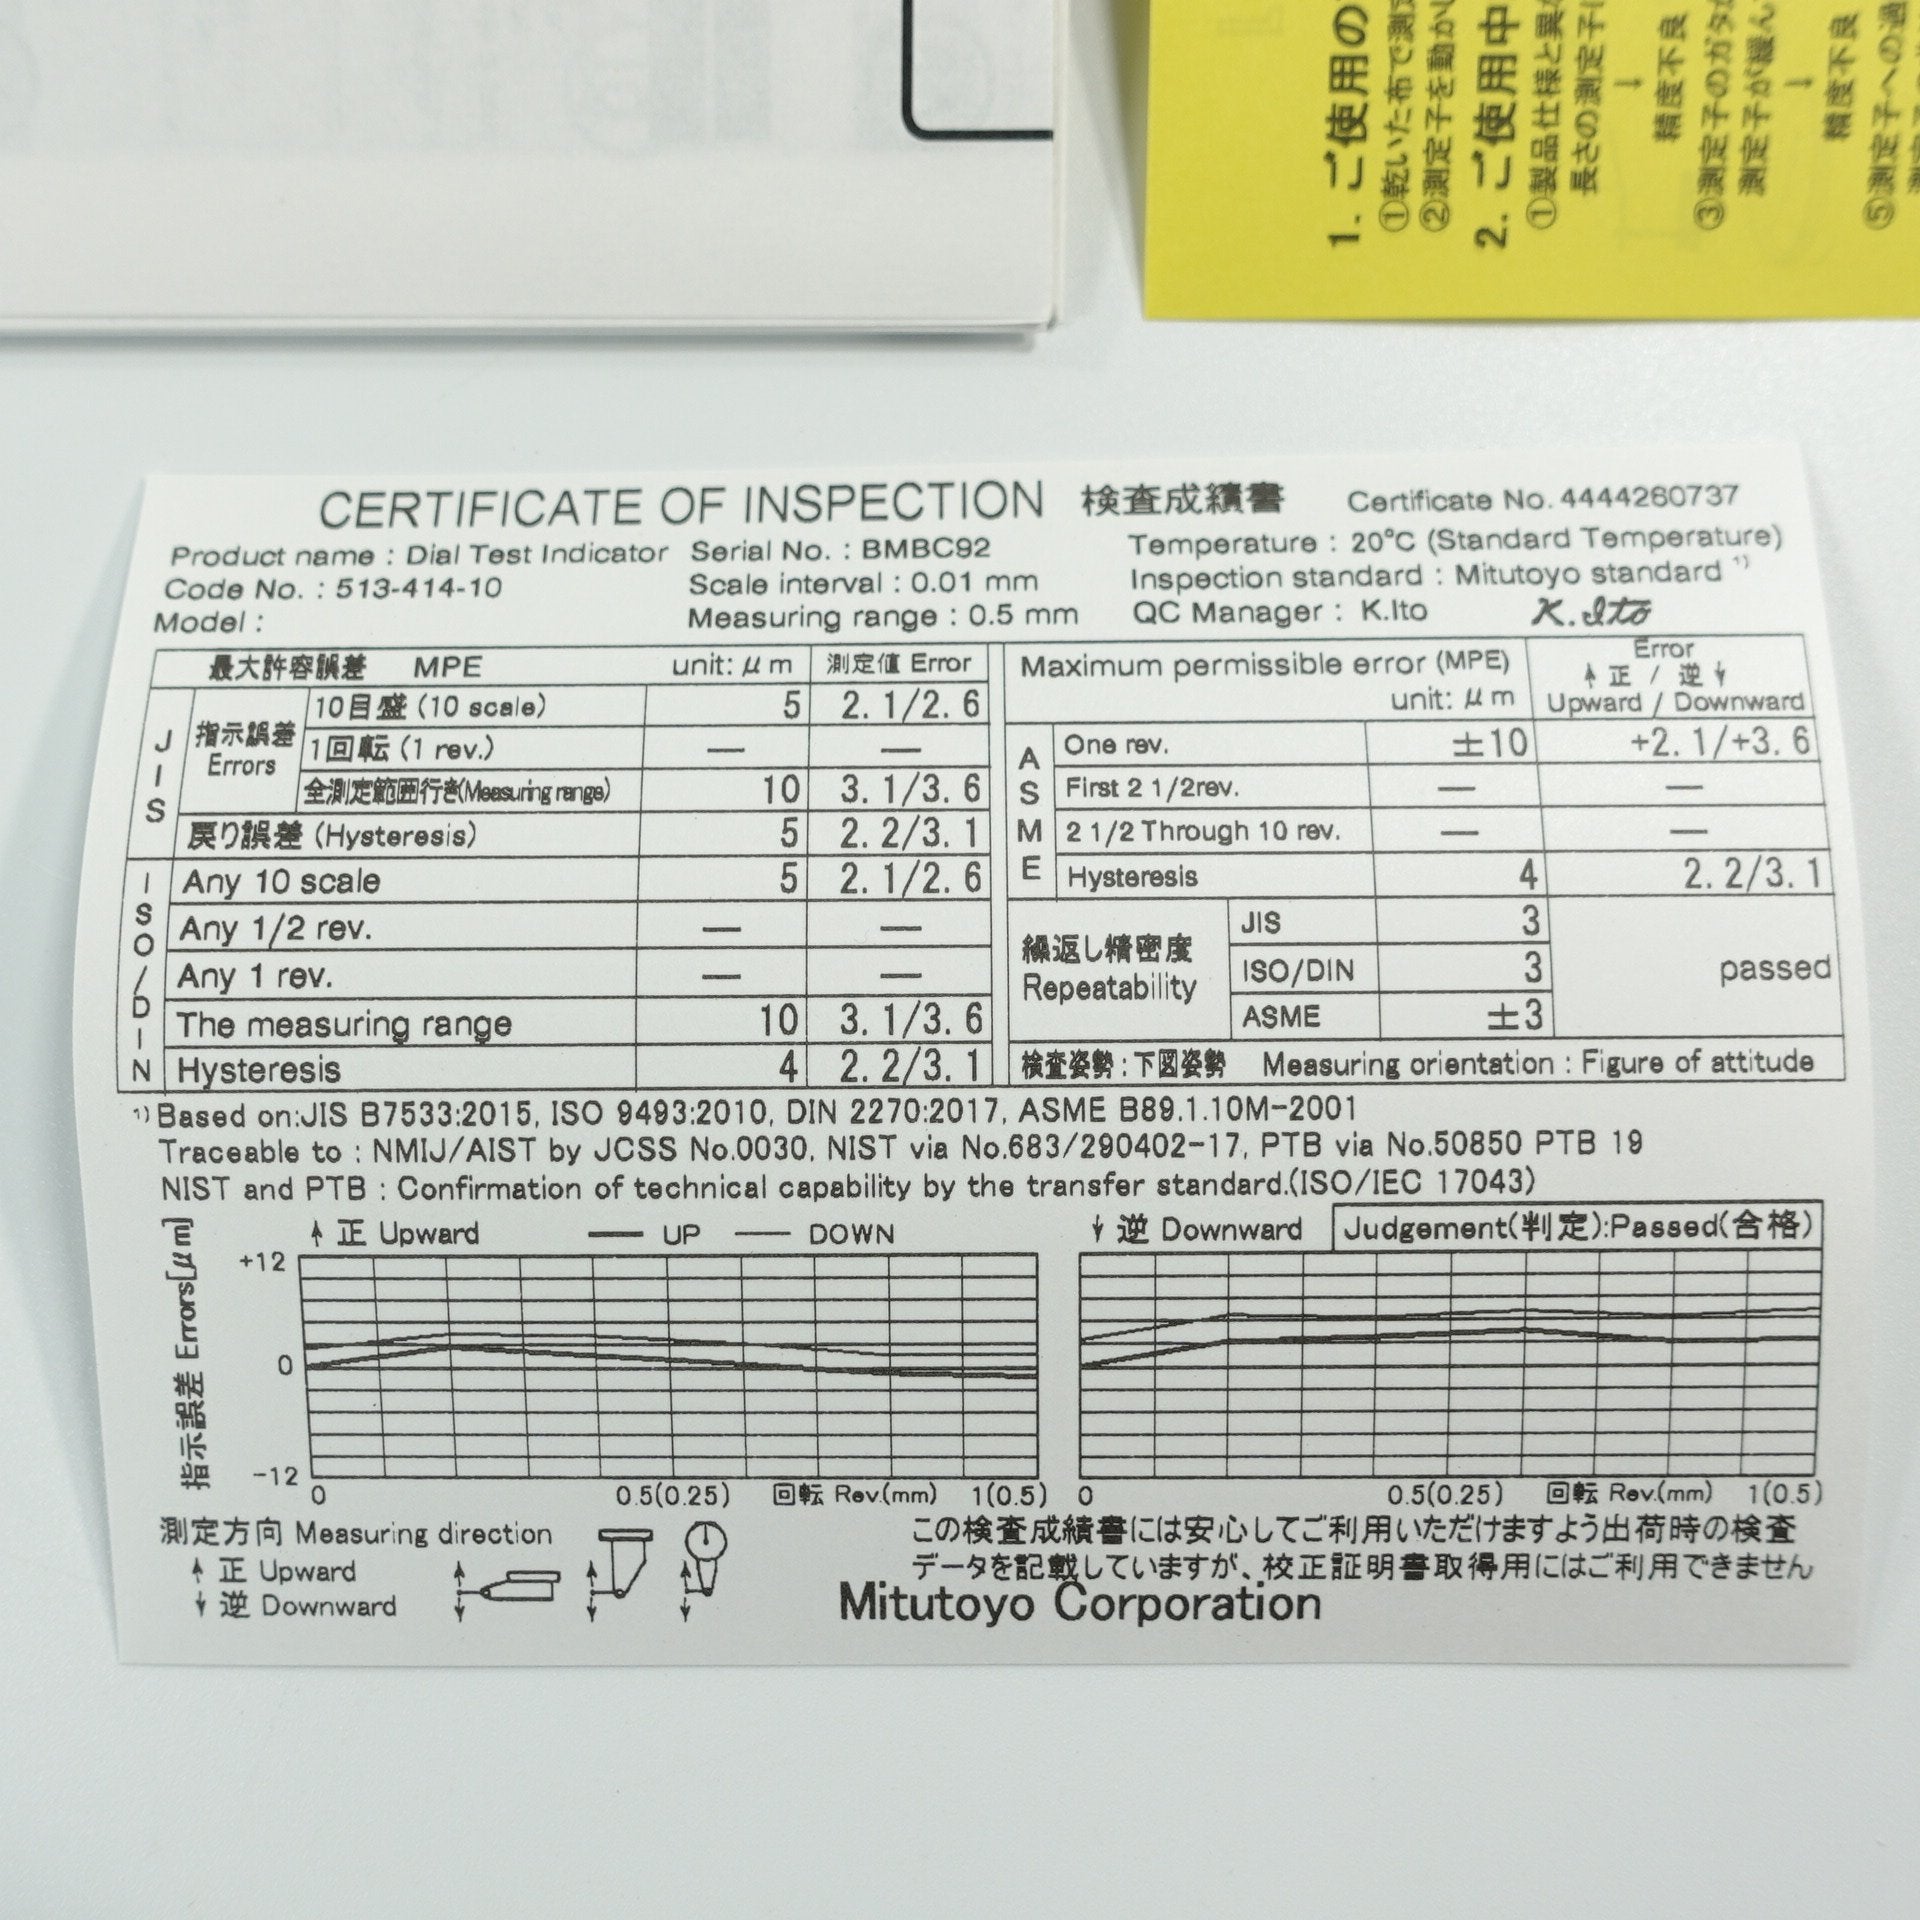 1. ご使用の
①乾いた布で測定
②測定子を動かし
2. ご使用中
①製品仕様と異な
長さの測定子に
↓
精度不良
③測定子のガタが
測定子が緩ん
↓
精度不良
⑤測定子への過
CERTIFICATE OF INSPECTION 検査成績書 Certificate No. 4444260737
Product name : Dial Test Indicator Serial No. : BMBC92 Temperature : 20°C (Standard Temperature)
Code No. : 513-414-10 Scale interval : 0.01 mm Inspection standard : Mitutoyo standard 1)
Model : Measuring range : 0.5 mm QC Manager : K.Ito K.Ito
最大許容誤差 MPE unit: μm 測定値 Error
JIS
指示誤差 Errors
10目盛 (10 scale) 5 2.1/2.6
1回転 (1 rev.) — —
全測定範囲行き(Measuring range) 10 3.1/3.6
戻り誤差 (Hysteresis) 5 2.2/3.1
ISO/DIN
Any 10 scale 5 2.1/2.6
Any 1/2 rev. — —
Any 1 rev. — —
The measuring range 10 3.1/3.6
Hysteresis 4 2.2/3.1
Maximum permissible error (MPE) unit: μm Error ↑正 / 逆↓ Upward / Downward
ASME
One rev. ±10 +2.1/+3.6
First 2 1/2rev. — —
2 1/2 Through 10 rev. — —
Hysteresis 4 2.2/3.1
繰返し精密度 Repeatability
JIS 3
ISO/DIN 3 passed
ASME ±3
検査姿勢 : 下図姿勢 Measuring orientation : Figure of attitude
1) Based on:JIS B7533:2015, ISO 9493:2010, DIN 2270:2017, ASME B89.1.10M-2001
Traceable to : NMIJ/AIST by JCSS No.0030, NIST via No.683/290402-17, PTB via No.50850 PTB 19
NIST and PTB : Confirmation of technical capability by the transfer standard.(ISO/IEC 17043)
指示誤差 Errors[μm]
↑ 正 Upward — UP — DOWN
↓ 逆 Downward Judgement(判定):Passed(合格)
+12
0
-12
0 0.5(0.25) 回転 Rev.(mm) 1(0.5)
0 0.5(0.25) 回転 Rev.(mm) 1(0.5)
測定方向 Measuring direction
↑ 正 Upward
↓ 逆 Downward
この検査成績書には安心してご利用いただけますよう出荷時の検査
データを記載していますが、校正証明書取得用にはご利用できません
Mitutoyo Corporation